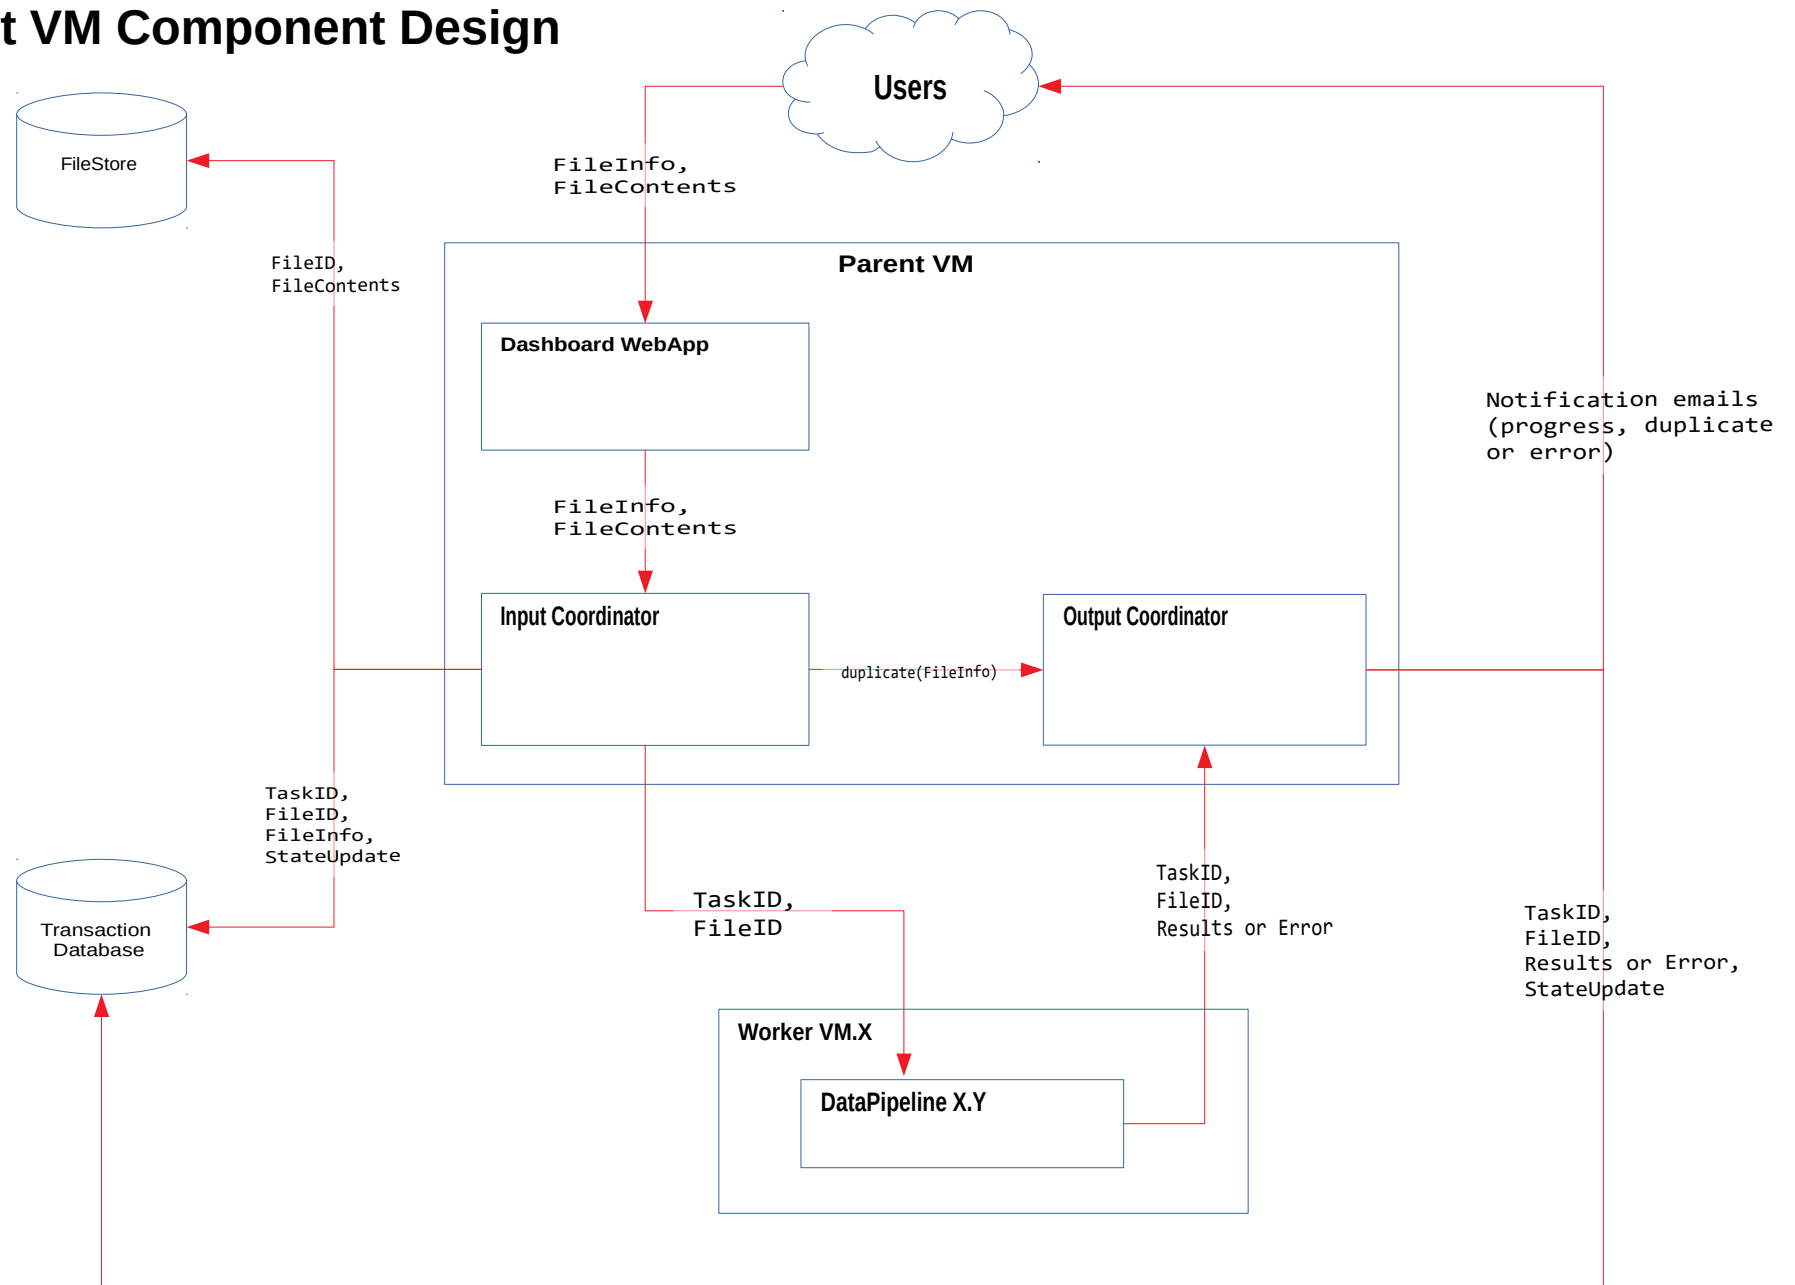 t VM Component Design
Users
FileStore
FileInfo,
FileContents
FileID,
FileContents
Parent VM
Dashboard WebApp
Notification emails
(progress, duplicate
or error)
FileInfo,
FileContents
Input Coordinator
Output Coordinator
duplicate(FileInfo)
TaskID,
FileID,
FileInfo,
StateUpdate
TaskID,
FileID
TaskID,
FileID,
Results or Error
TaskID,
FileID,
Results or Error,
StateUpdate
Transaction
Database
Worker VM.X
DataPipeline X.Y